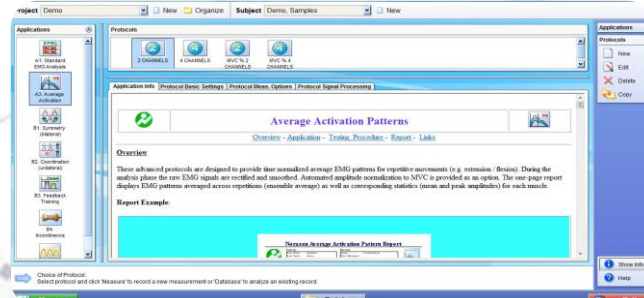 roject Demo New Organize Subject Demo, Samples New
Applications
A1. Standard
EMG Analysis
A2. Average
Activation
B1. Symmetry
(bilateral)
B2. Coordination
(unilateral)
B3. Feedback
Training
B4.
Incontinence
Protocols
2 CHANNELS
4 CHANNELS
MVC % 2
CHANNELS
MVC % 4
CHANNELS
Application Info Protocol Basic Settings Protocol Meas. Options Protocol Signal Processing
Average Activation Patterns
Overview - Application - Testing Procedure - Report - Links
Overview
These advanced protocols are designed to provide time normalized average EMG patterns for repetitive movements (e.g. extension / flexion). During the
analysis phase the raw EMG signals are rectified and smoothed. Automated amplitude normalization to MVC is provided as an option. The one-page report
displays EMG patterns averaged across repetitions (ensemble average) as well as corresponding statistics (mean and peak amplitudes) for each muscle.
Report Example:
Noraxon Average Activation Pattern Report
Applications
Protocols
New
Edit
Delete
Copy
Show Info
Help
Choice of Protocol:
Select protocol and click 'Measure' to record a new measurement or 'Database' to analyze an existing record.